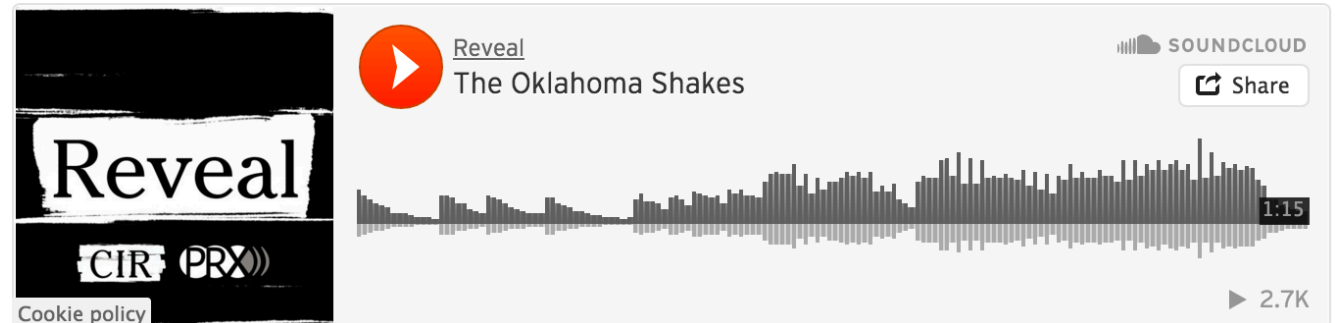 Reveal
CIR PRX
Cookie policy
Reveal
The Oklahoma Shakes
SOUNDCLOUD
Share
1:15
2.7K